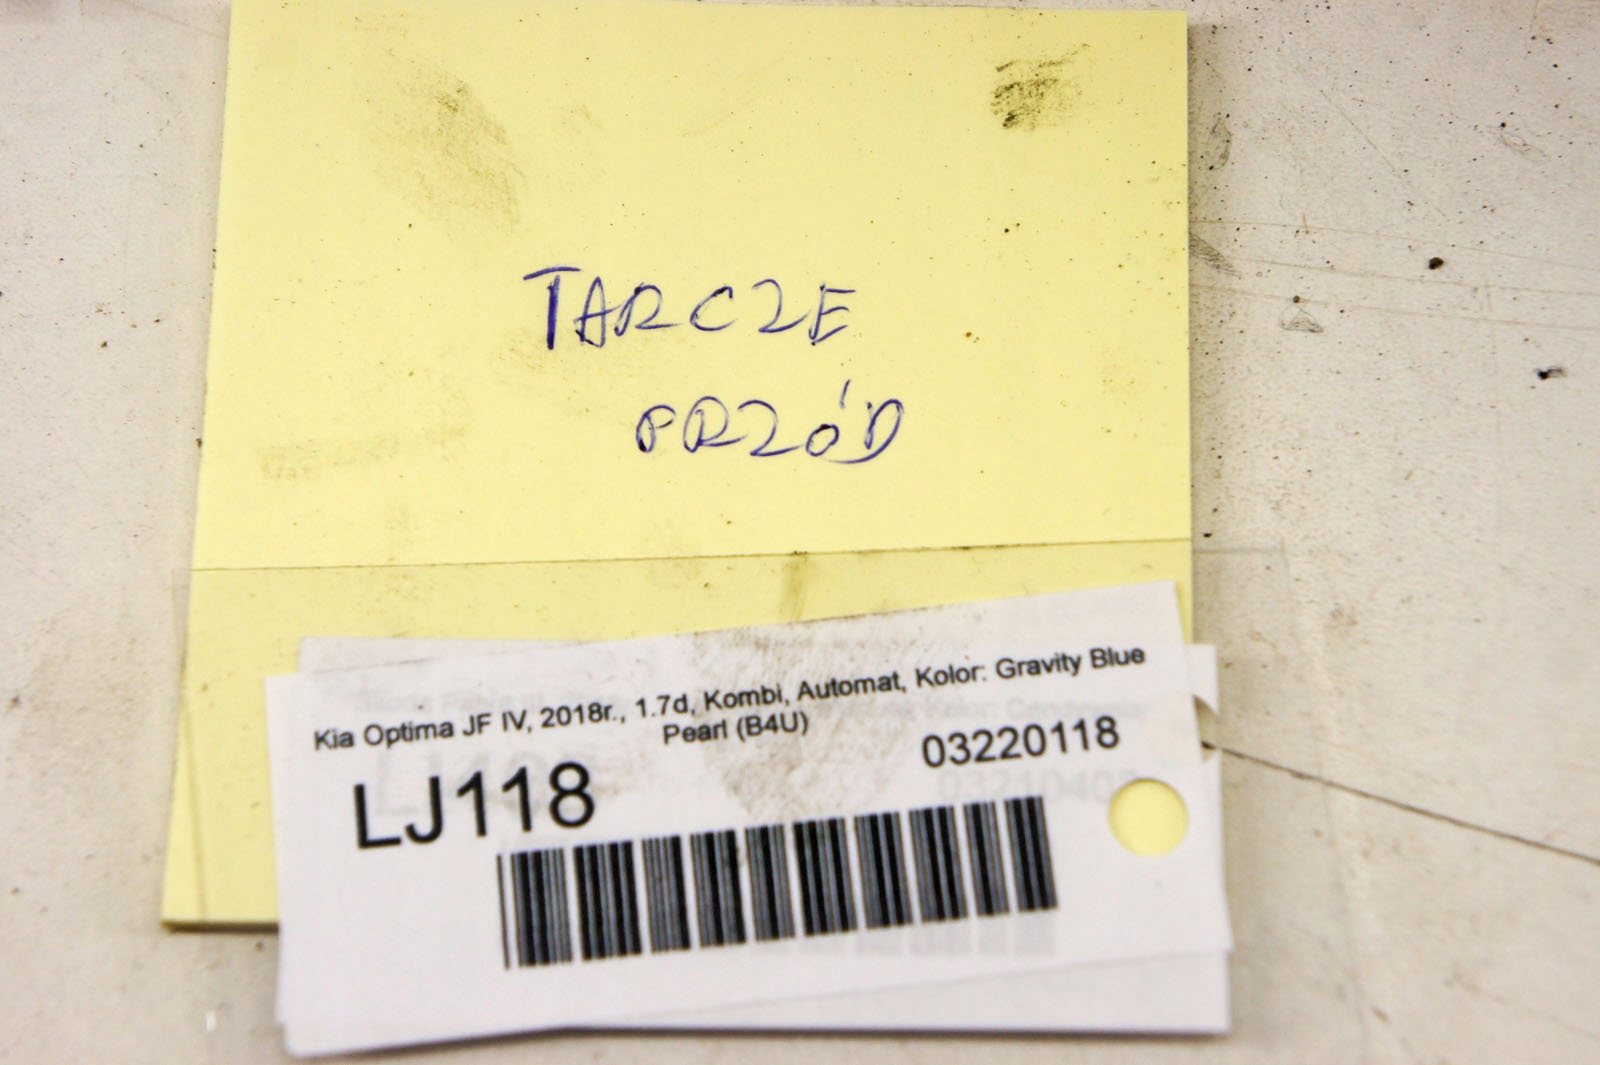 TARCZE
PRZÓD
Kia Optima JF IV, 2018r., 1.7d, Kombi, Automat, Kolor: Gravity Blue
Pearl (B4U)
03220118
LJ118